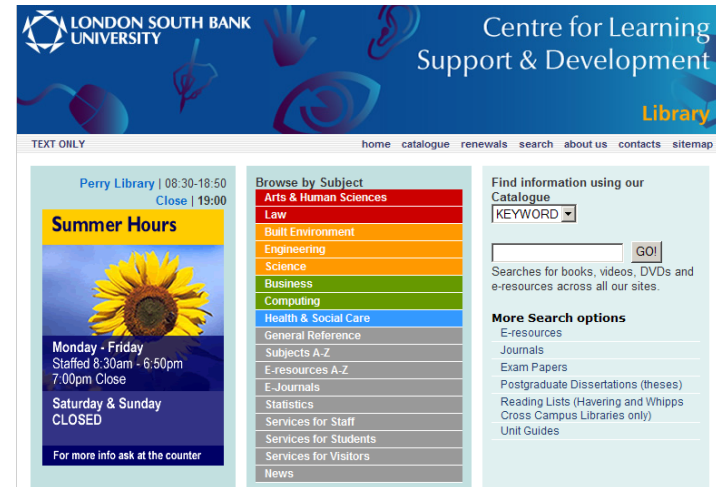 LONDON SOUTH BANK
UNIVERSITY
Centre for Learning
Support & Development
Library
TEXT ONLY
home catalogue renewals search about us contacts sitemap
Perry Library | 08:30-18:50
Close | 19:00
Summer Hours
Monday - Friday
Staffed 8:30am - 6:50pm
7:00pm Close
Saturday & Sunday
CLOSED
For more info ask at the counter
Browse by Subject
Arts & Human Sciences
Law
Built Environment
Engineering
Science
Business
Computing
Health & Social Care
General Reference
Subjects A-Z
E-resources A-Z
E-Journals
Statistics
Services for Staff
Services for Students
Services for Visitors
News
Find information using our
Catalogue
KEYWORD
GO!
Searches for books, videos, DVDs and
e-resources across all our sites.
More Search options
E-resources
Journals
Exam Papers
Postgraduate Dissertations (theses)
Reading Lists (Havering and Whipps
Cross Campus Libraries only)
Unit Guides